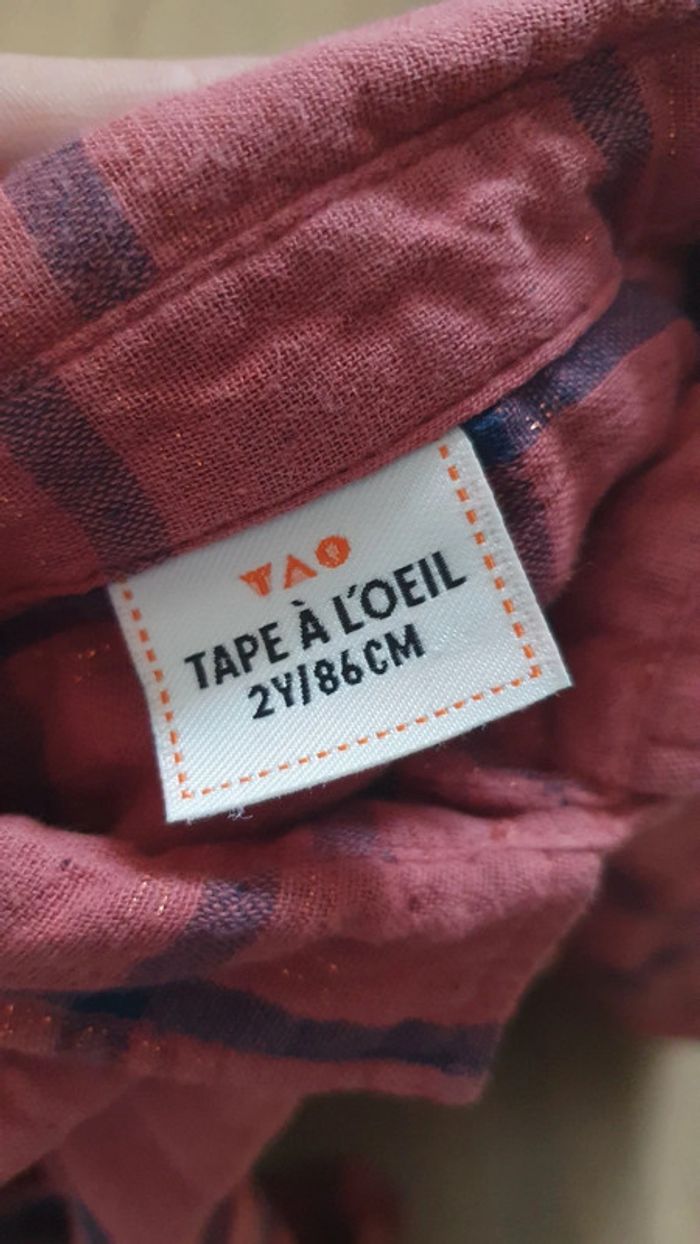 TAO
TAPE À L'OEIL
2Y/86CM